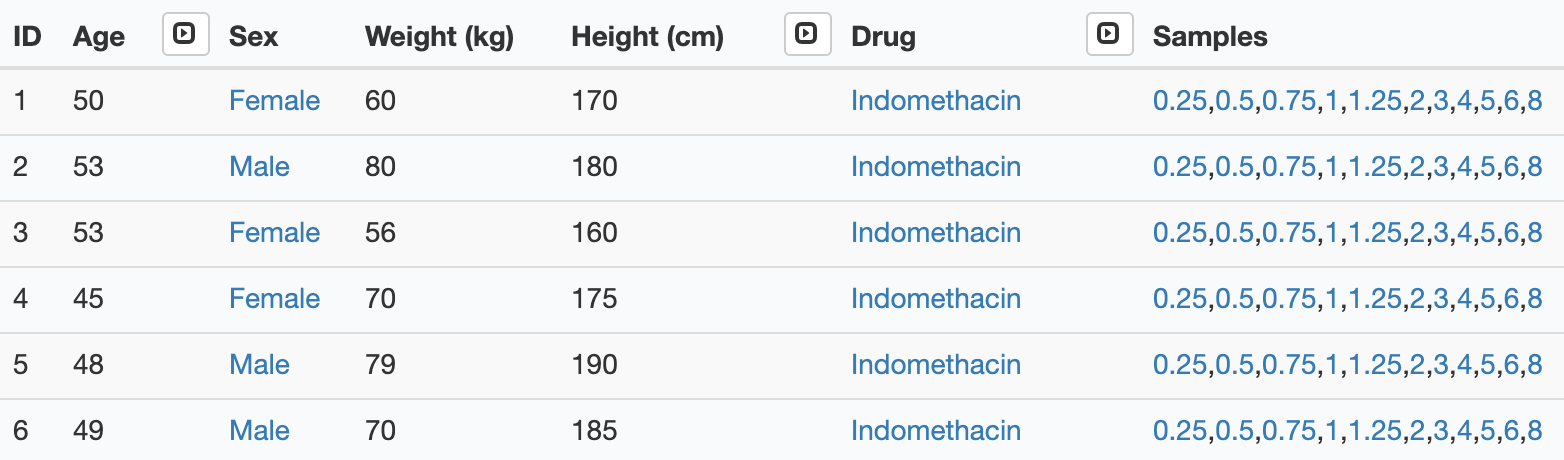 ID Age Sex Weight (kg) Height (cm) Drug Samples
1 50 Female 60 170 Indomethacin 0.25,0.5,0.75,1,1.25,2,3,4,5,6,8
2 53 Male 80 180 Indomethacin 0.25,0.5,0.75,1,1.25,2,3,4,5,6,8
3 53 Female 56 160 Indomethacin 0.25,0.5,0.75,1,1.25,2,3,4,5,6,8
4 45 Female 70 175 Indomethacin 0.25,0.5,0.75,1,1.25,2,3,4,5,6,8
5 48 Male 79 190 Indomethacin 0.25,0.5,0.75,1,1.25,2,3,4,5,6,8
6 49 Male 70 185 Indomethacin 0.25,0.5,0.75,1,1.25,2,3,4,5,6,8